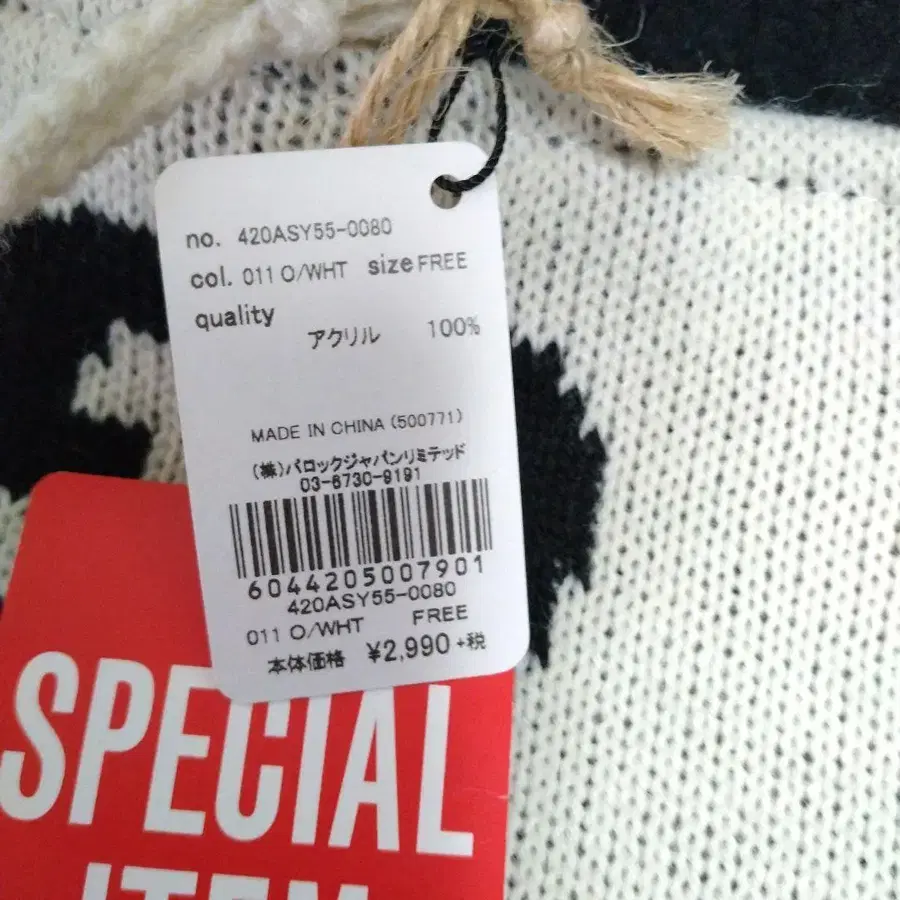 no. 420ASY55-0080
col. 011 O/WHT size FREE
quality
アクリル 100%
MADE IN CHINA (500771)
(株)バロックジャパンリミテッド
03-6730-9191
6044205007901
420ASY55-0080
011 O/WHT FREE
本体価格 ¥2,990 +税
SPECIAL
ITEM